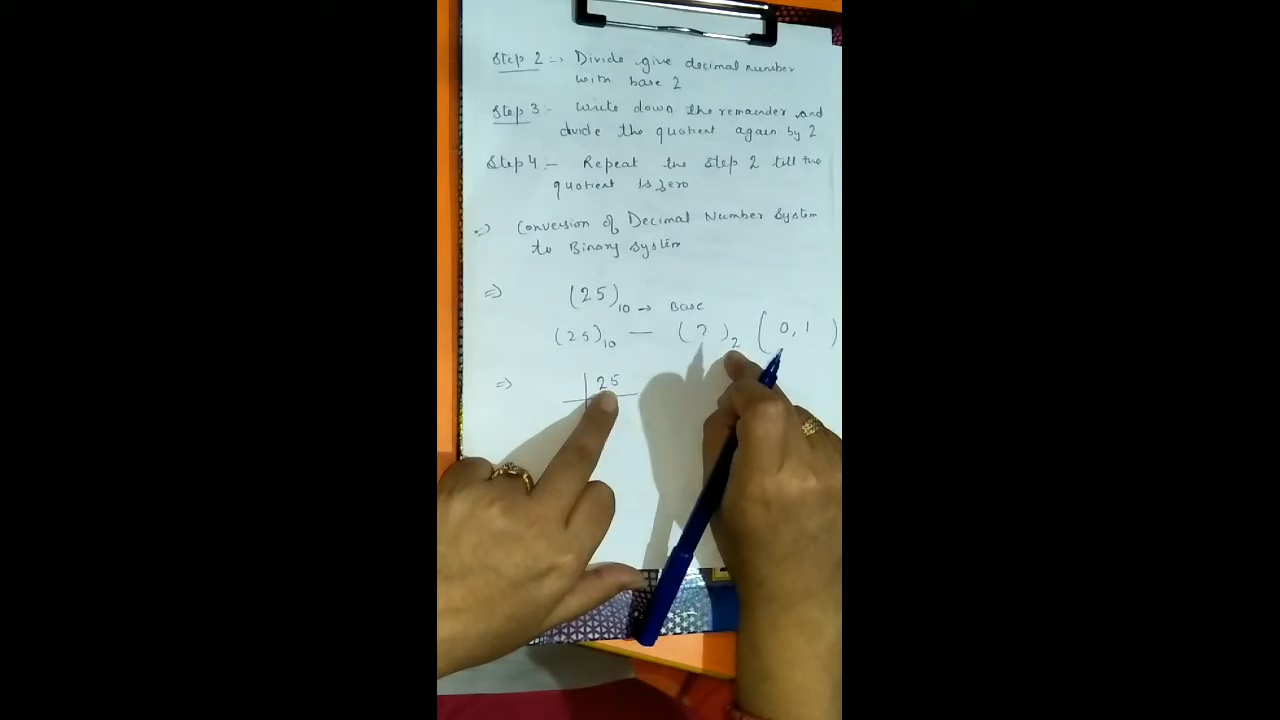 Step 2 :-> Divide give decimal number
with base 2
Step 3 - Write down the remainder and
divide the quotient again by 2
Step 4 - Repeat the step 2 till the
quotient is zero
=> Conversion of Decimal Number System
to Binary System
=> (25)₁₀ → Base
(25)₁₀ — (?)₂ (0,1)
=> 25